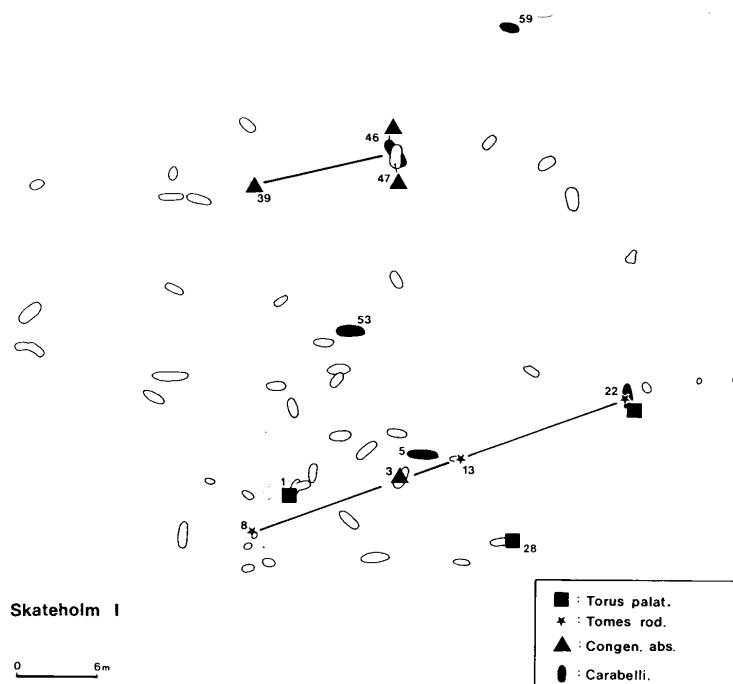 59
46
47
39
53
22
5
3
13
1
8
28
Skateholm I
0 6m
: Torus palat.
: Tomes rod.
: Congen. abs.
: Carabelli.